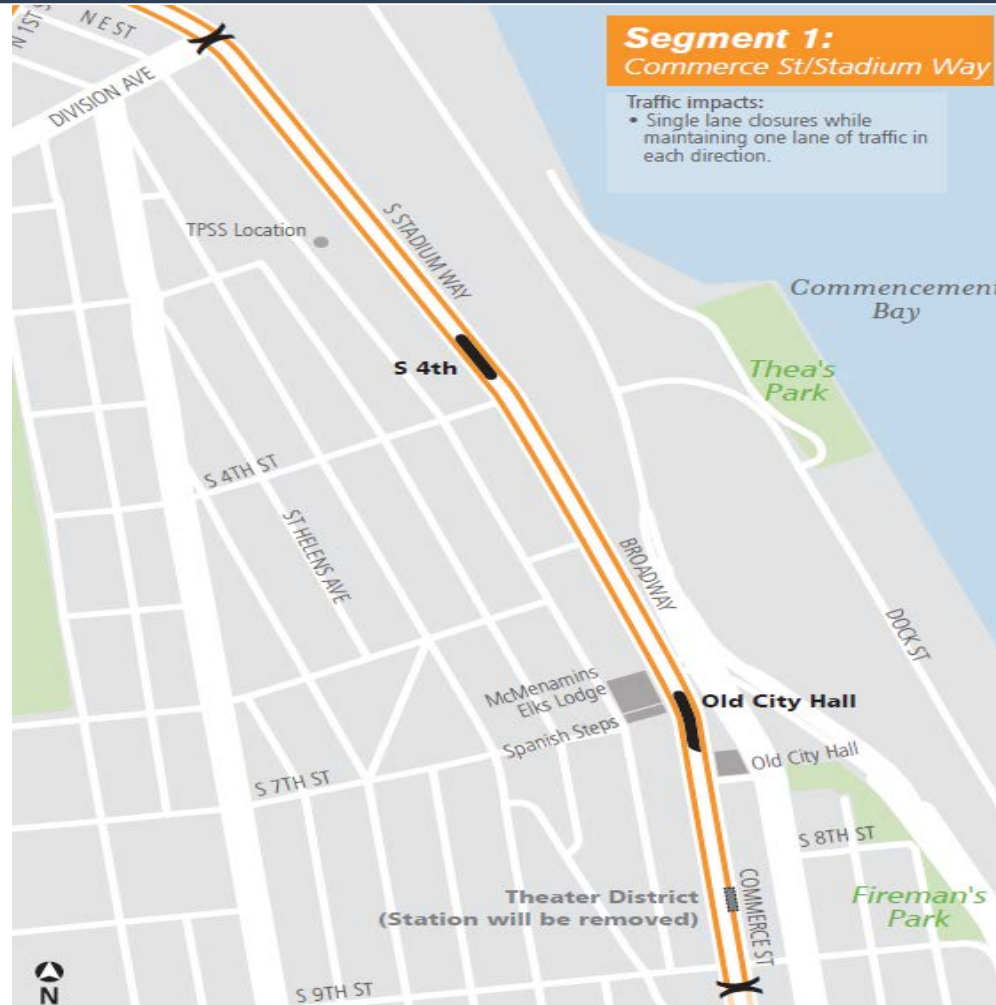 N 1ST S
N E ST
DIVISION AVE
Segment 1:
Commerce St/Stadium Way
Traffic impacts:
• Single lane closures while
maintaining one lane of traffic in
each direction.
TPSS Location
S STADIUM WAY
Commencement
Bay
S 4th
Thea's
Park
S 4TH ST
ST HELENS AVE
BROADWAY
DOCK ST
McMenamins
Elks Lodge
Spanish Steps
Old City Hall
Old City Hall
S 7TH ST
S 8TH ST
Theater District
(Station will be removed)
COMMERCE ST
Fireman's
Park
N
S 9TH ST